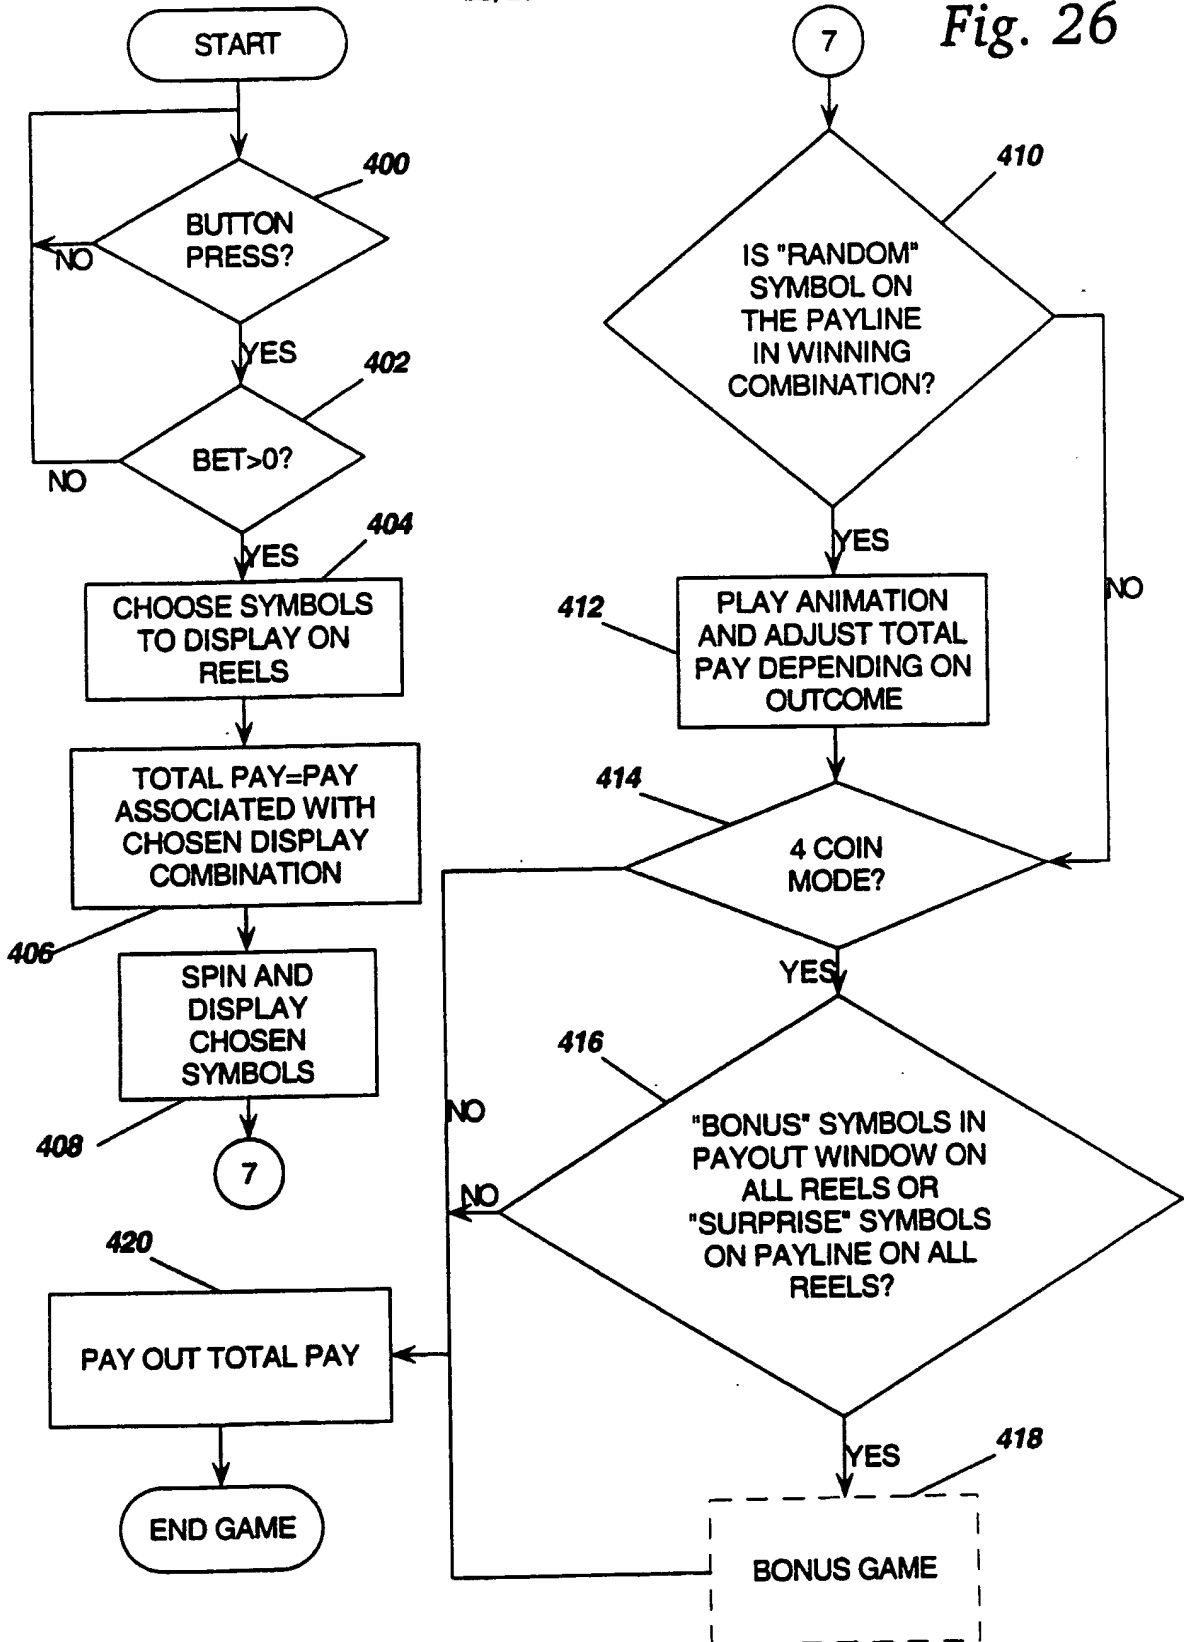 Fig. 26
START
400
BUTTON
PRESS?
NO
YES
402
BET>0?
NO
YES
404
CHOOSE SYMBOLS
TO DISPLAY ON
REELS
TOTAL PAY=PAY
ASSOCIATED WITH
CHOSEN DISPLAY
COMBINATION
406
SPIN AND
DISPLAY
CHOSEN
SYMBOLS
408
7
420
PAY OUT TOTAL PAY
END GAME
7
410
IS "RANDOM"
SYMBOL ON
THE PAYLINE
IN WINNING
COMBINATION?
YES
NO
412
PLAY ANIMATION
AND ADJUST TOTAL
PAY DEPENDING ON
OUTCOME
414
4 COIN
MODE?
YES
NO
416
"BONUS" SYMBOLS IN
PAYOUT WINDOW ON
ALL REELS OR
"SURPRISE" SYMBOLS
ON PAYLINE ON ALL
REELS?
NO
YES
418
BONUS GAME